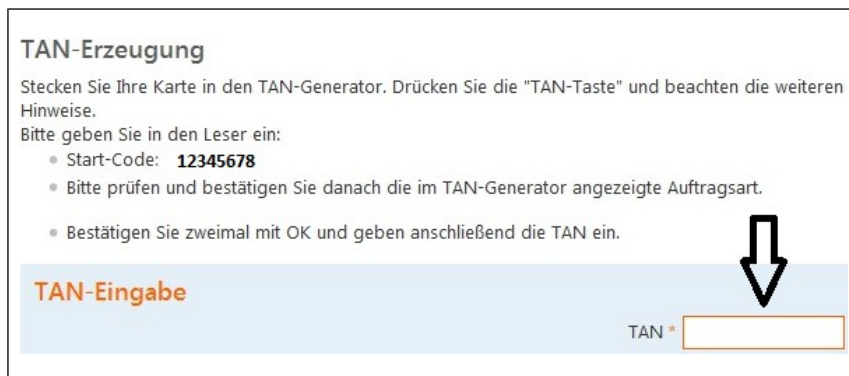 TAN-Erzeugung
Stecken Sie Ihre Karte in den TAN-Generator. Drücken Sie die "TAN-Taste" und beachten die weiteren
Hinweise.
Bitte geben Sie in den Leser ein:
Start-Code: 12345678
Bitte prüfen und bestätigen Sie danach die im TAN-Generator angezeigte Auftragsart.
Bestätigen Sie zweimal mit OK und geben anschließend die TAN ein.
TAN-Eingabe
TAN *